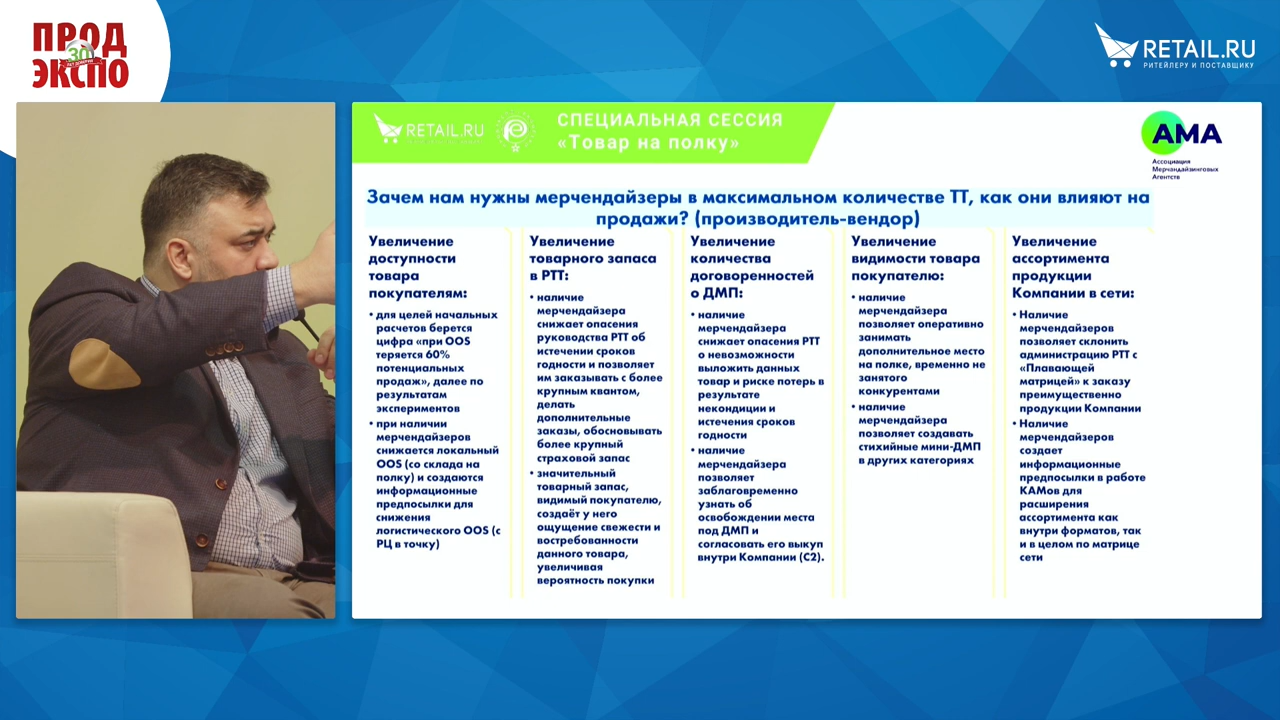 ПРОД
30
ЛЕТ ДОВЕРИЯ
ЭКСПО
RETAIL.RU
РИТЕЙЛЕРУ И ПОСТАВЩИКУ
RETAIL.RU
СПЕЦИАЛЬНАЯ СЕССИЯ
«Товар на полку»
АМА
Ассоциация
Мерчандайзинговых
Агентств
Зачем нам нужны мерчендайзеры в максимальном количестве ТТ, как они влияют на
продажи? (производитель-вендор)
Увеличение
доступности
товара
покупателям:
• для целей начальных
расчетов берется
цифра «при OOS
теряется 60%
потенциальных
продаж», далее по
результатам
экспериментов
• при наличии
мерчендайзеров
снижается локальный
OOS (со склада на
полку) и создаются
информационные
предпосылки для
снижения
логистического OOS (с
РЦ в точку)
Увеличение
товарного запаса
в РТТ:
• наличие
мерчендайзера
снижает опасения
руководства РТТ об
истечении сроков
годности и позволяет
им заказывать с более
крупным квантом,
делать
дополнительные
заказы, обосновывать
более крупный
страховой запас
• значительный
товарный запас,
видимый покупателю,
создаёт у него
ощущение свежести и
востребованности
данного товара,
увеличивая
вероятность покупки
Увеличение
количества
договоренностей
о ДМП:
• наличие
мерчендайзера
снижает опасения РТТ
о невозможности
выложить данных
товар и риске потерь в
результате
некондиции и
истечения сроков
годности
• наличие
мерчендайзера
позволяет
заблаговременно
узнать об
освобождении места
под ДМП и
согласовать его выкуп
внутри Компании (С2).
Увеличение
видимости товара
покупателю:
• наличие
мерчендайзера
позволяет оперативно
занимать
дополнительное место
на полке, временно не
занятого
конкурентами
• наличие
мерчендайзера
позволяет создавать
стихийные мини-ДМП
в других категориях
Увеличение
ассортимента
продукции
Компании в сети:
• Наличие
мерчендайзеров
позволяет склонить
администрацию РТТ с
«Плавающей
матрицей» к заказу
преимущественно
продукции Компании
• Наличие
мерчендайзеров
создает
информационные
предпосылки в работе
КАМов для
расширения
ассортимента как
внутри форматов, так
и в целом по матрице
сети